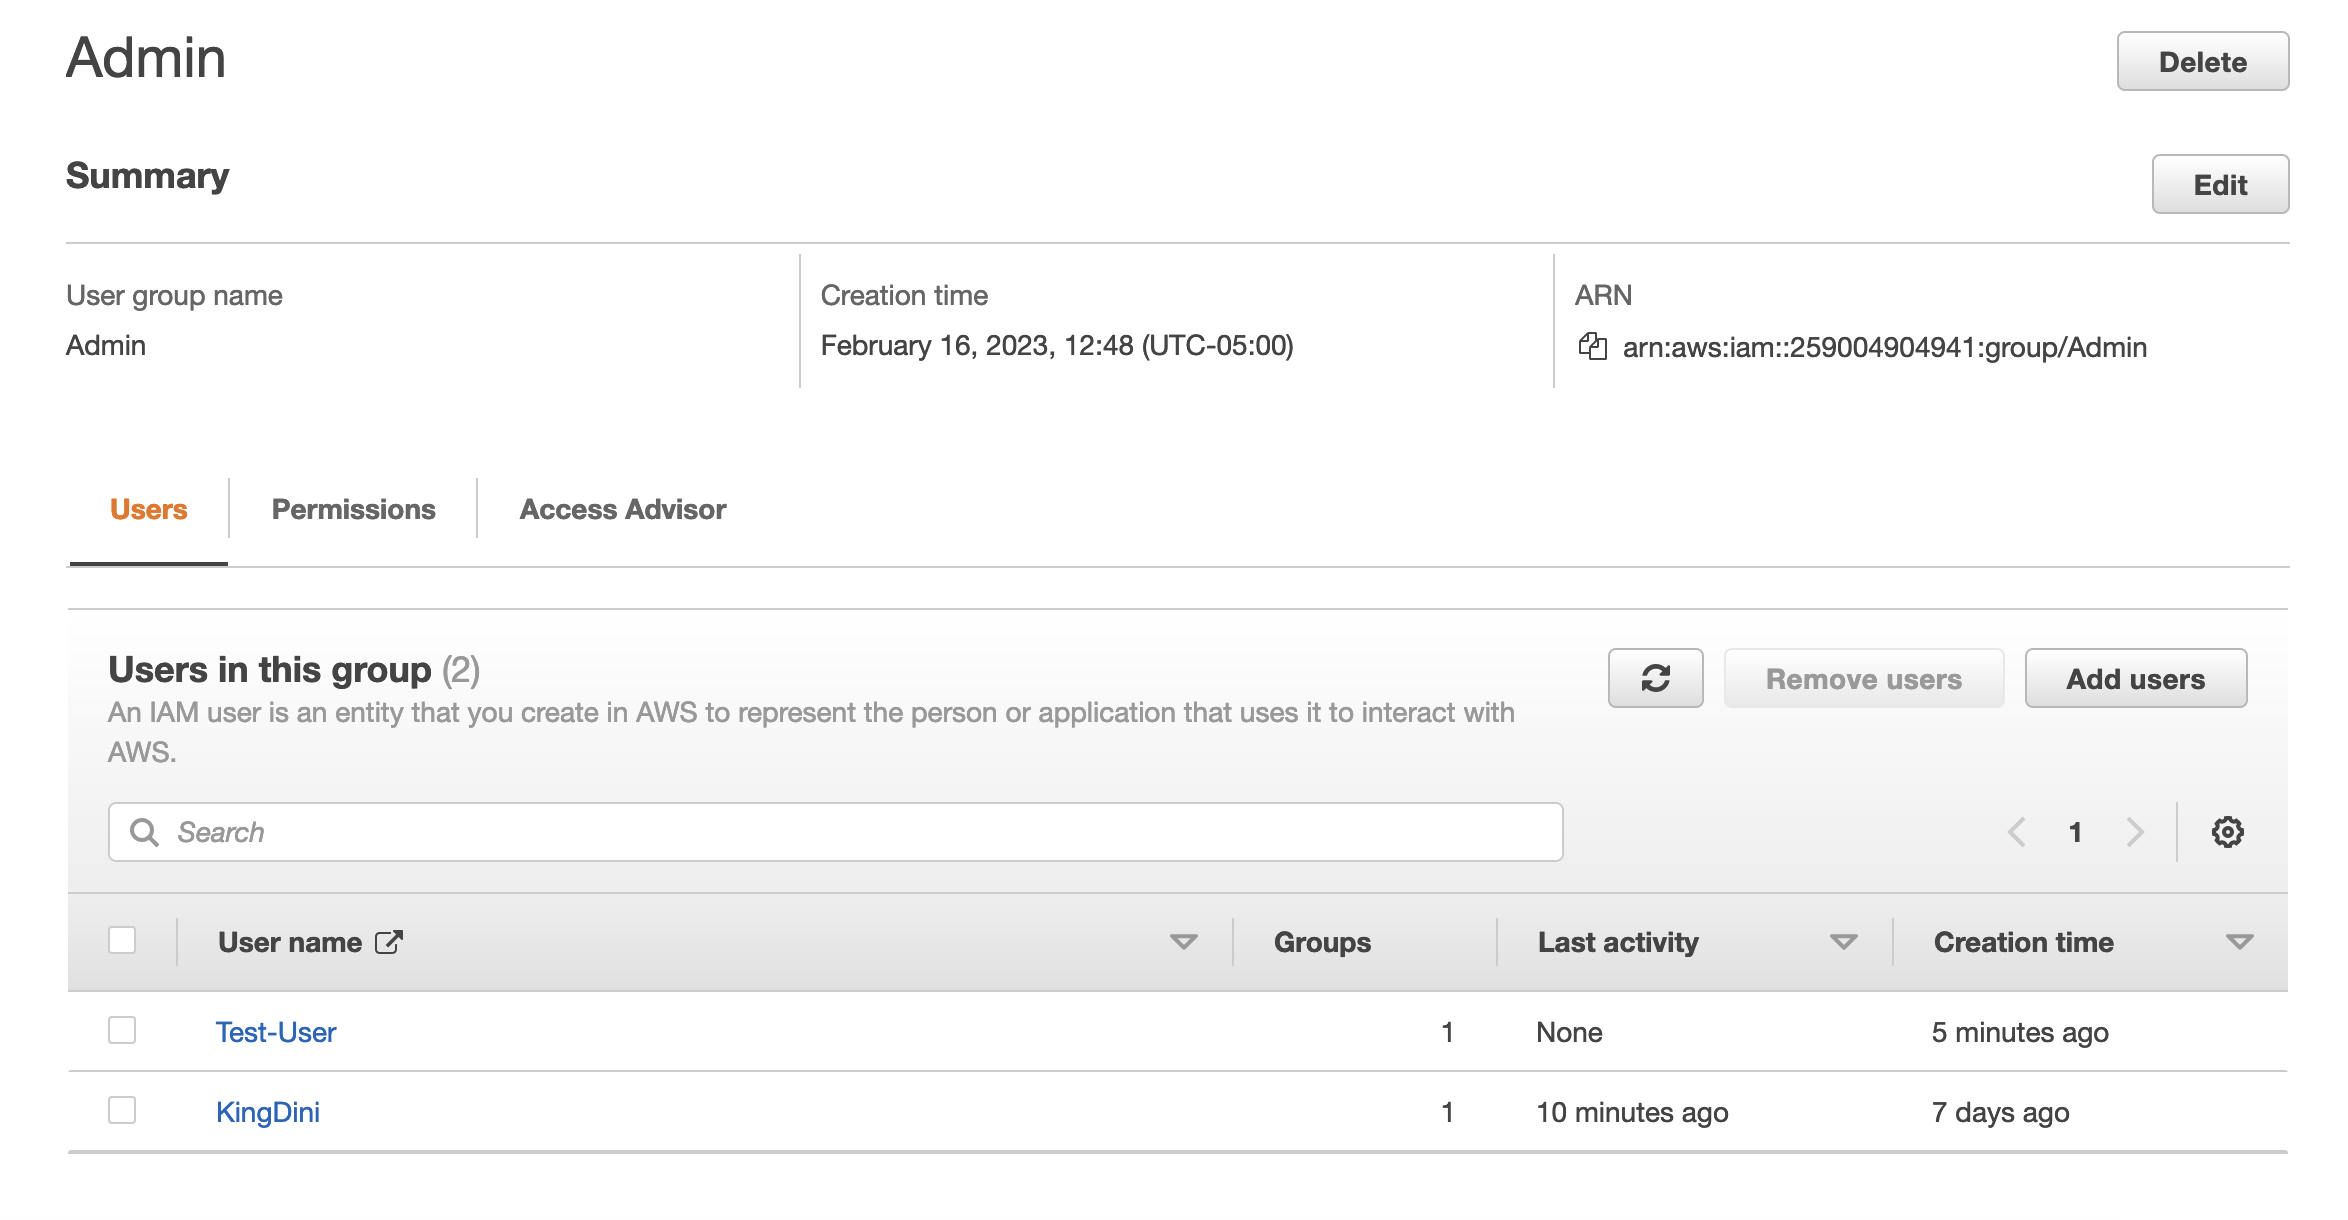 Admin
Delete
Summary
Edit
User group name
Admin
Creation time
February 16, 2023, 12:48 (UTC-05:00)
ARN
arn:aws:iam::259004904941:group/Admin
Users
Permissions
Access Advisor
Users in this group (2)
An IAM user is an entity that you create in AWS to represent the person or application that uses it to interact with
AWS.
Remove users
Add users
Search
1
User name
Groups
Last activity
Creation time
Test-User
1
None
5 minutes ago
KingDini
1
10 minutes ago
7 days ago